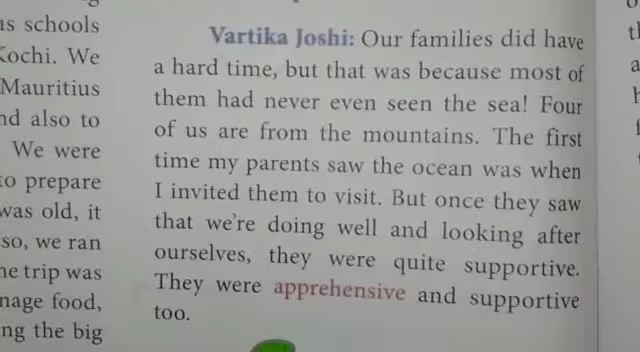 as schools
Kochi. We
Mauritius
nd also to
We were
to prepare
was old, it
so, we ran
ne trip was
nage food,
ng the big
Vartika Joshi: Our families did have
a hard time, but that was because most of
them had never even seen the sea! Four
of us are from the mountains. The first
time my parents saw the ocean was when
I invited them to visit. But once they saw
that we're doing well and looking after
ourselves, they were quite supportive.
They were apprehensive and supportive
too.